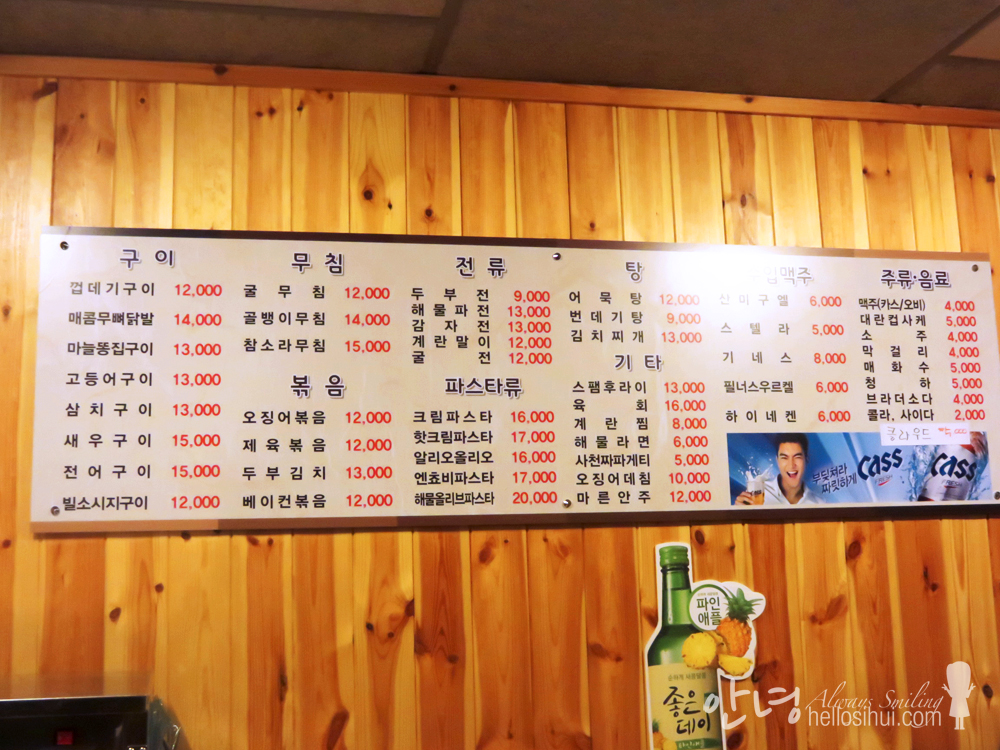 구이
껍데기구이 12,000
매콤무뼈닭발 14,000
마늘똥집구이 13,000
고등어구이 13,000
삼치구이 13,000
새우구이 15,000
전어구이 15,000
빌소시지구이 12,000
무침
굴무침 12,000
골뱅이무침 14,000
참소라무침 15,000
볶음
오징어볶음 12,000
제육볶음 12,000
두부김치 13,000
베이컨볶음 12,000
전류
두부전 9,000
해물파전 13,000
감자전 13,000
계란말이 12,000
굴전 12,000
파스타류
크림파스타 16,000
핫크림파스타 17,000
알리오올리오 16,000
엔쵸비파스타 17,000
해물올리브파스타 20,000
탕
어묵탕 12,000
번데기탕 9,000
김치찌개 13,000
기타
스팸후라이 13,000
육회 16,000
계란찜 8,000
해물라면 6,000
사천짜파게티 5,000
오징어데침 10,000
마른안주 12,000
맥주
산미구엘 6,000
스텔라 5,000
기네스 8,000
필너스우르켈 6,000
하이네켄 6,000
주류·음료
맥주(카스/오비) 4,000
대란컵사케 5,000
소주 4,000
막걸리 4,000
매화수 5,000
청하 5,000
브라더소다 4,000
콜라, 사이다 2,000
클라우드 5,000
부딪쳐라
짜릿하게
Cass
Cass
파인
애플
좋은
데이
안녕
Always Smiling
hellosihui.com